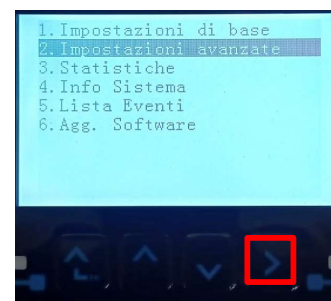 1.Impostazioni di base
2.Impostazioni avanzate
3.Statistiche
4.Info Sistema
5.Lista Eventi
6.Agg. Software